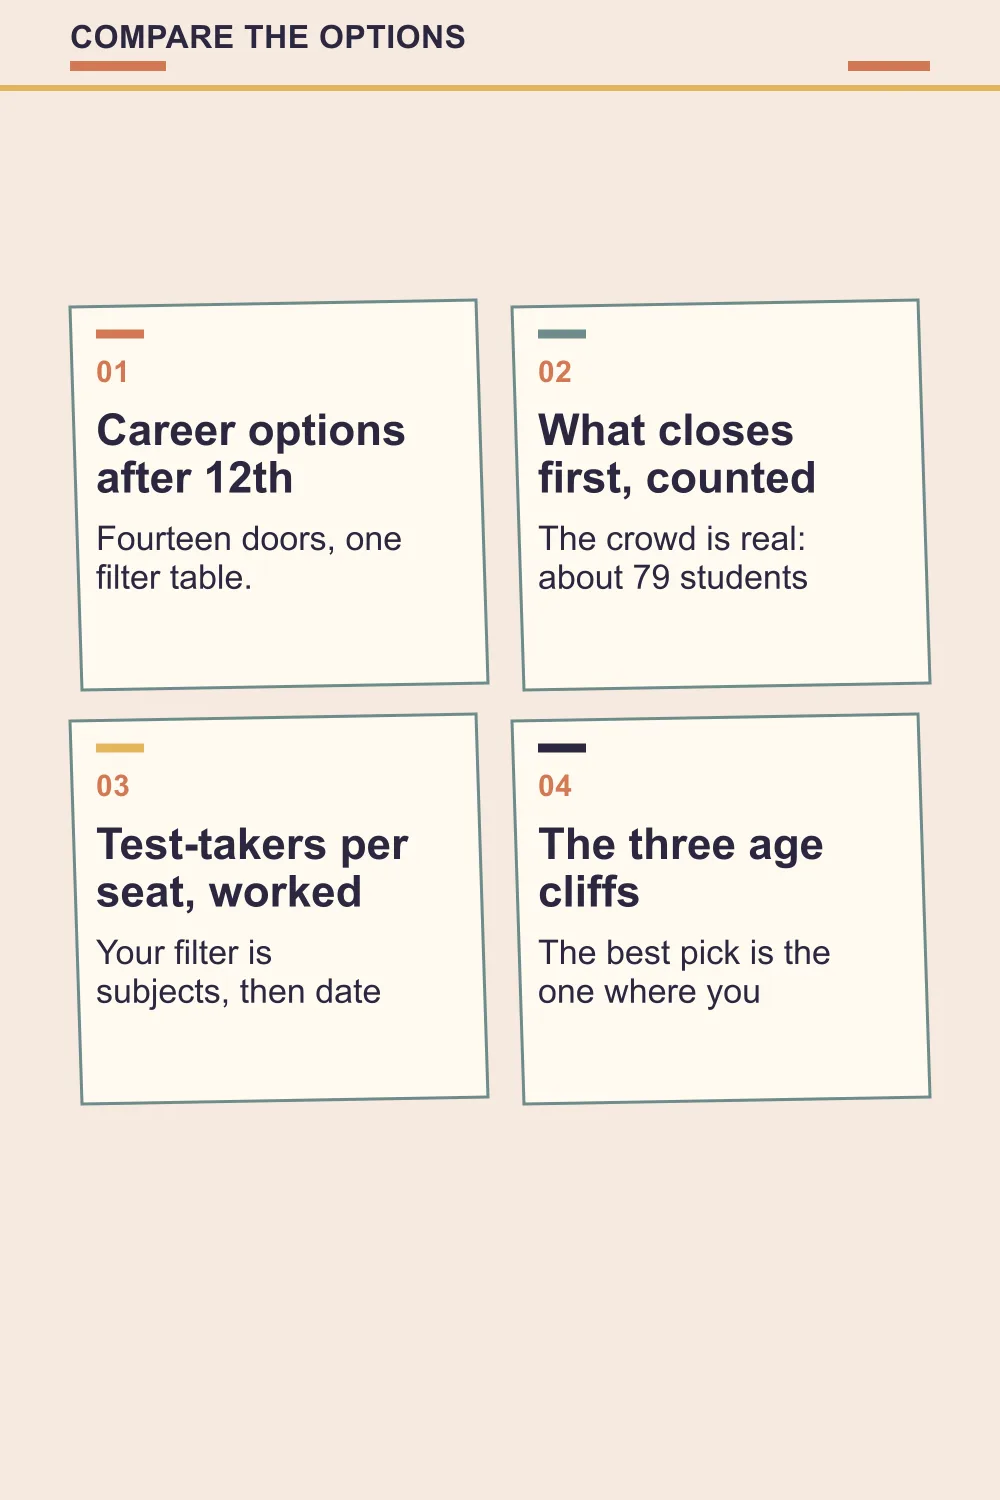 COMPARE THE OPTIONS
01
Career options
after 12th
Fourteen doors, one
filter table.
02
What closes
first, counted
The crowd is real:
about 79 students
03
Test-takers per
seat, worked
Your filter is
subjects, then date
04
The three age
cliffs
The best pick is the
one where you